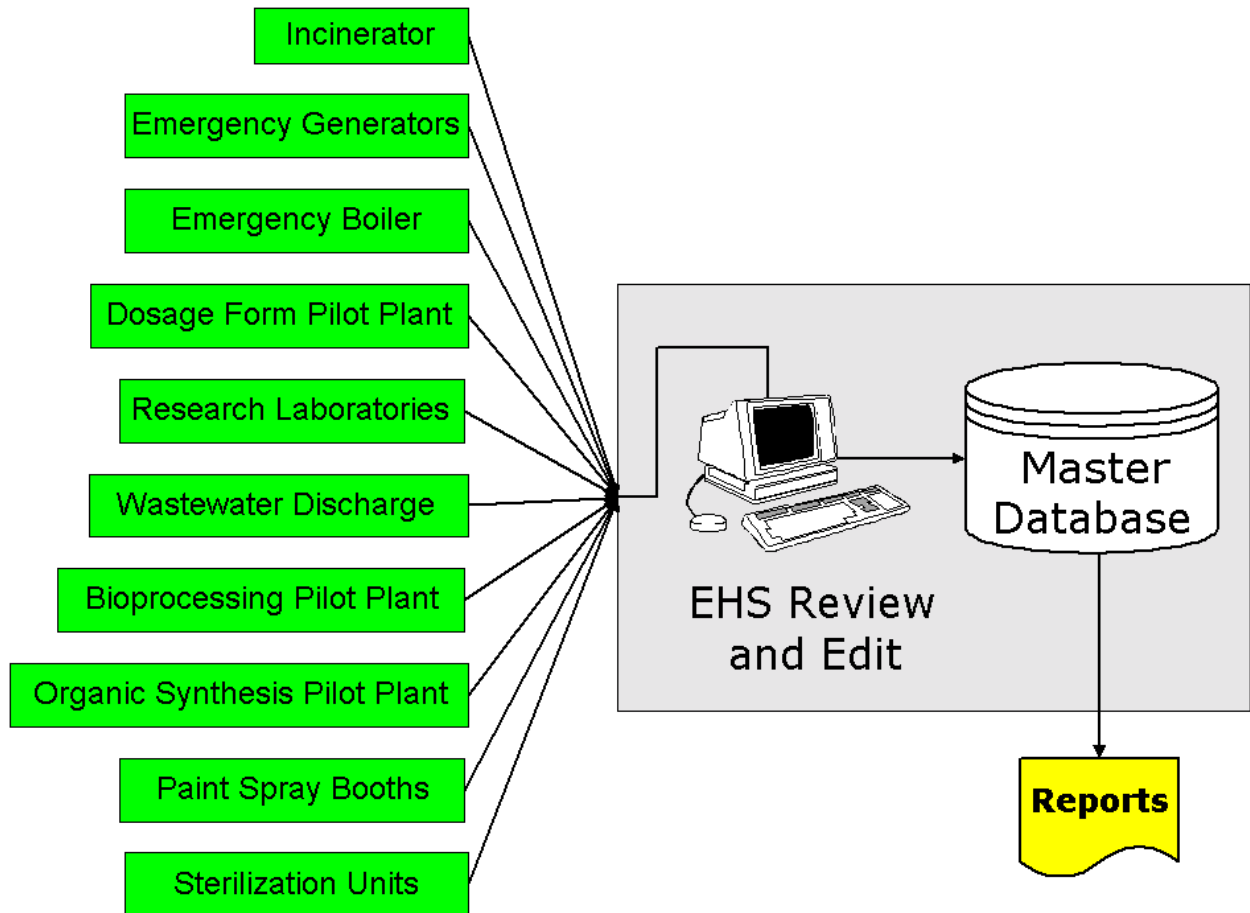 Incinerator
Emergency Generators
Emergency Boiler
Dosage Form Pilot Plant
Research Laboratories
Wastewater Discharge
Bioprocessing Pilot Plant
Organic Synthesis Pilot Plant
Paint Spray Booths
Sterilization Units
EHS Review
and Edit
Master
Database
Reports